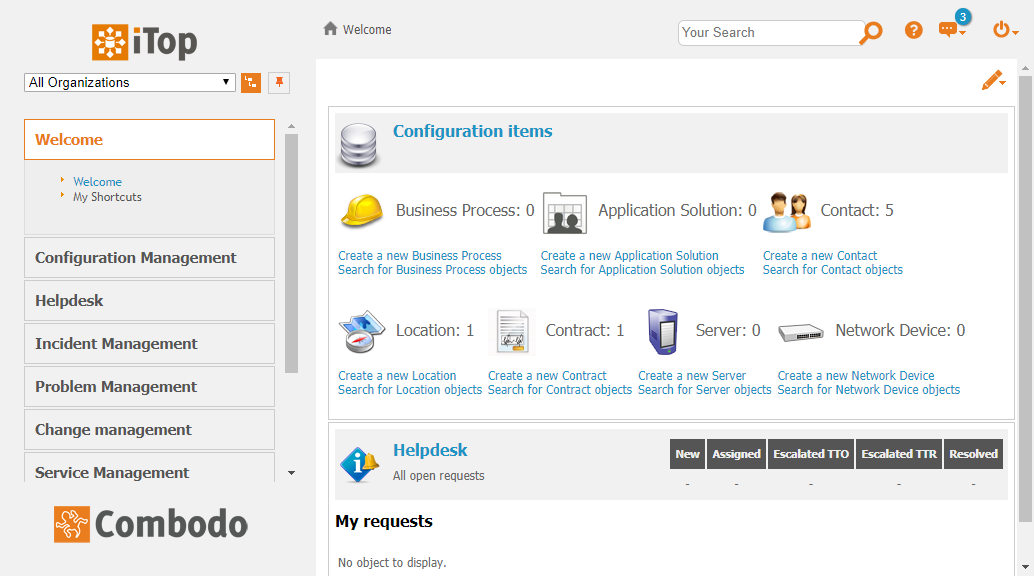 iTop
All Organizations
Welcome
Welcome
My Shortcuts
Configuration Management
Helpdesk
Incident Management
Problem Management
Change management
Service Management
Combodo
Welcome
Your Search
?
3
Configuration items
Business Process: 0
Create a new Business Process
Search for Business Process objects
Application Solution: 0
Create a new Application Solution
Search for Application Solution objects
Contact: 5
Create a new Contact
Search for Contact objects
Location: 1
Create a new Location
Search for Location objects
Contract: 1
Create a new Contract
Search for Contract objects
Server: 0
Create a new Server
Search for Server objects
Network Device: 0
Create a new Network Device
Search for Network Device objects
Helpdesk
All open requests
New Assigned Escalated TTO Escalated TTR Resolved
- - - - -
My requests
No object to display.